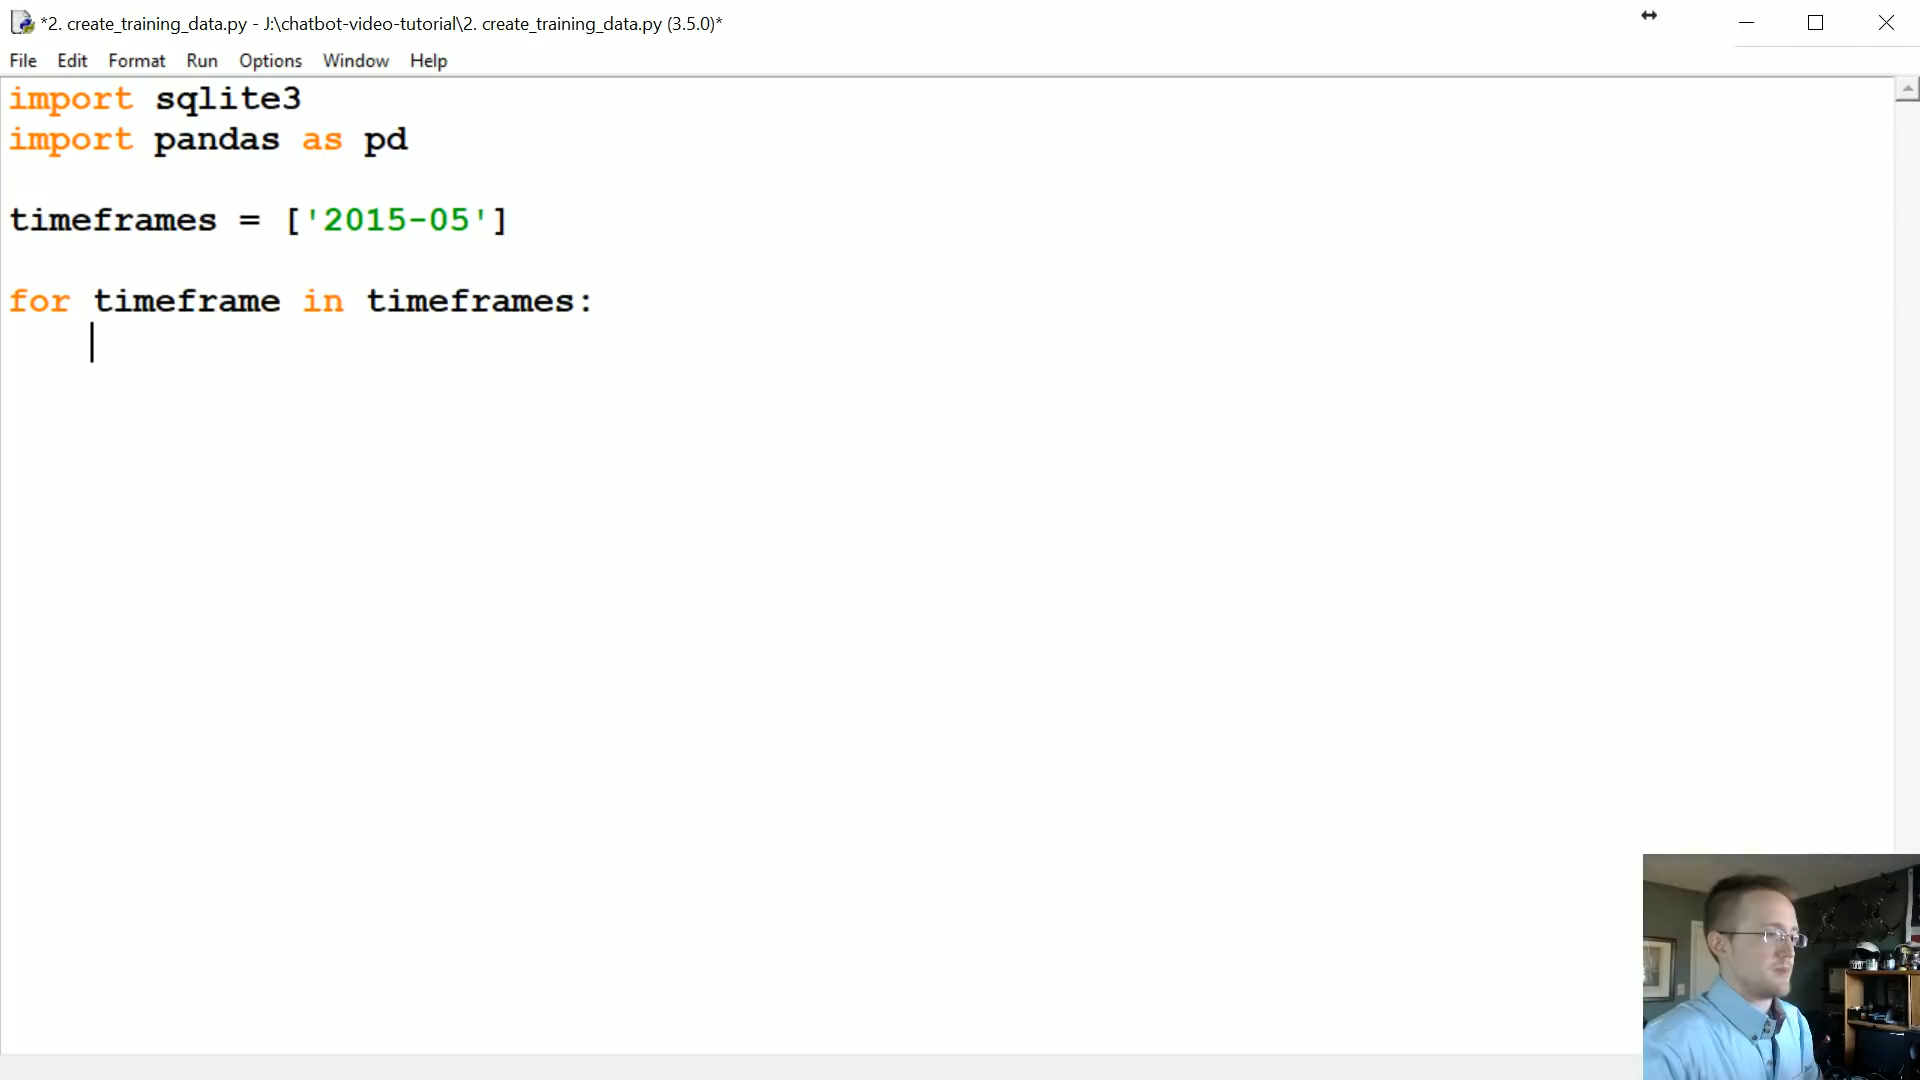 *2. create_training_data.py - J:\chatbot-video-tutorial\2. create_training_data.py (3.5.0)*
File Edit Format Run Options Window Help
import sqlite3
import pandas as pd
timeframes = ['2015-05']
for timeframe in timeframes: